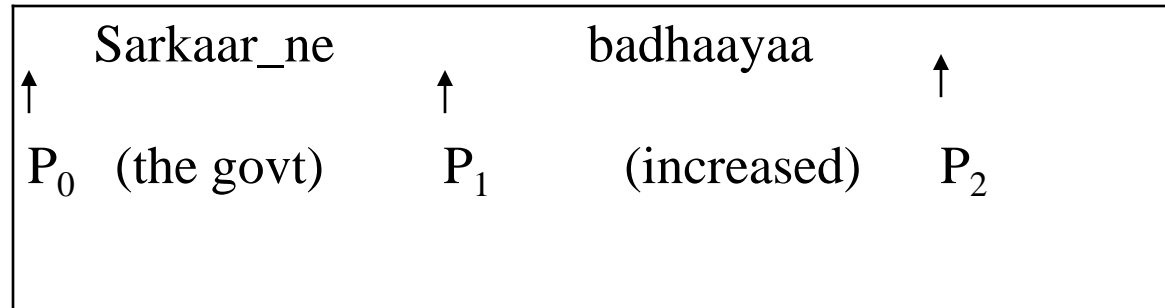 Sarkaar_ne badhaayaa
P₀ (the govt) P₁ (increased) P₂